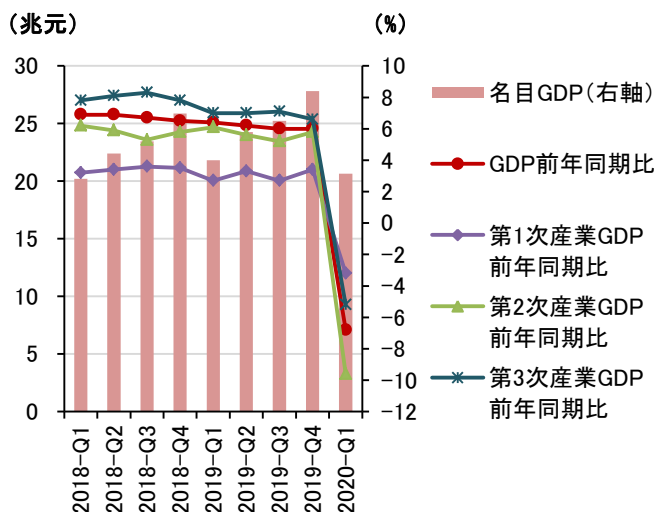 (兆元)
(%)
30
25
20
15
10
5
0
10
8
6
4
2
0
-2
-4
-6
-8
-10
-12
2018-Q1
2018-Q2
2018-Q3
2018-Q4
2019-Q1
2019-Q2
2019-Q3
2019-Q4
2020-Q1
名目GDP(右軸)
GDP前年同期比
第1次産業GDP
前年同期比
第2次産業GDP
前年同期比
第3次産業GDP
前年同期比